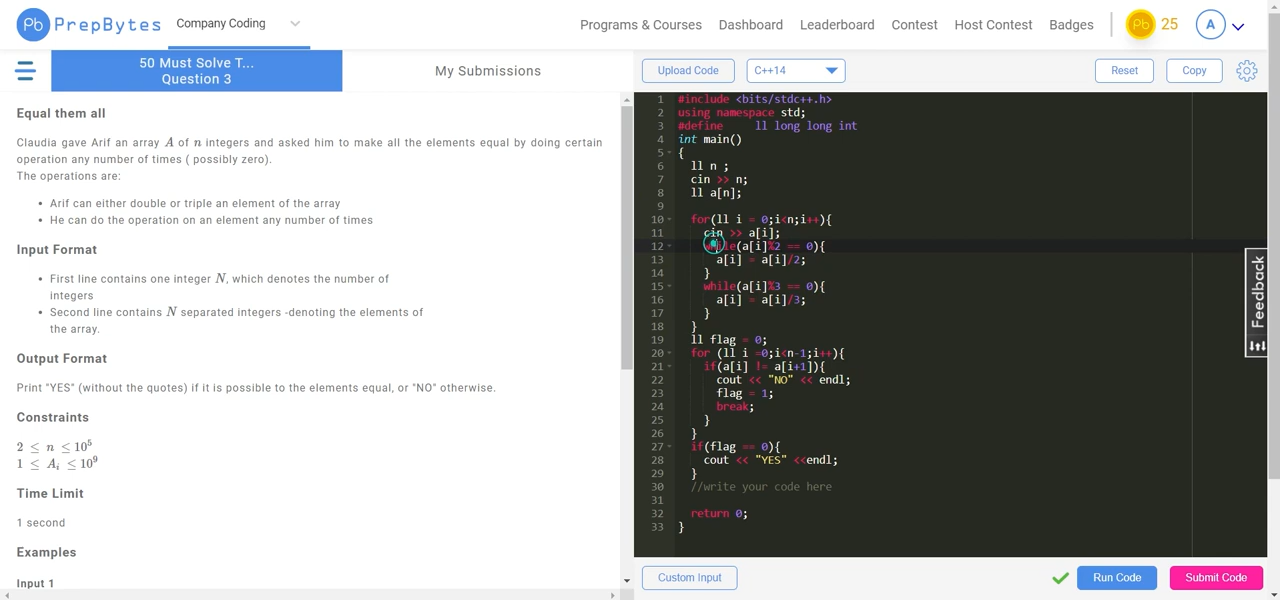 Pb PrepBytes
Company Coding
Programs & Courses
Dashboard
Leaderboard
Contest
Host Contest
Badges
Pb 25
A
50 Must Solve T...
Question 3
My Submissions
Upload Code
C++14
Reset
Copy
Equal them all
Claudia gave Arif an array A of n integers and asked him to make all the elements equal by doing certain
operation any number of times ( possibly zero).
The operations are:
Arif can either double or triple an element of the array
He can do the operation on an element any number of times
Input Format
First line contains one integer N, which denotes the number of
integers
Second line contains N separated integers -denoting the elements of
the array.
Output Format
Print "YES" (without the quotes) if it is possible to the elements equal, or "NO" otherwise.
Constraints
2 ≤ n ≤ 10⁵
1 ≤ Aᵢ ≤ 10⁹
Time Limit
1 second
Examples
Input 1
1 #include <bits/stdc++.h>
2 using namespace std;
3 #define ll long long int
4 int main()
5 {
6 ll n ;
7 cin >> n;
8 ll a[n];
9
10 for(ll i = 0;i<n;i++){
11 cin >> a[i];
12 while(a[i]%2 == 0){
13 a[i] = a[i]/2;
14 }
15 while(a[i]%3 == 0){
16 a[i] = a[i]/3;
17 }
18 }
19 ll flag = 0;
20 for (ll i =0;i<n-1;i++){
21 if(a[i] != a[i+1]){
22 cout << "NO" << endl;
23 flag = 1;
24 break;
25 }
26 }
27 if(flag == 0){
28 cout << "YES" <<endl;
29 }
30 //write your code here
31
32 return 0;
33 }
Feedback
Custom Input
Run Code
Submit Code